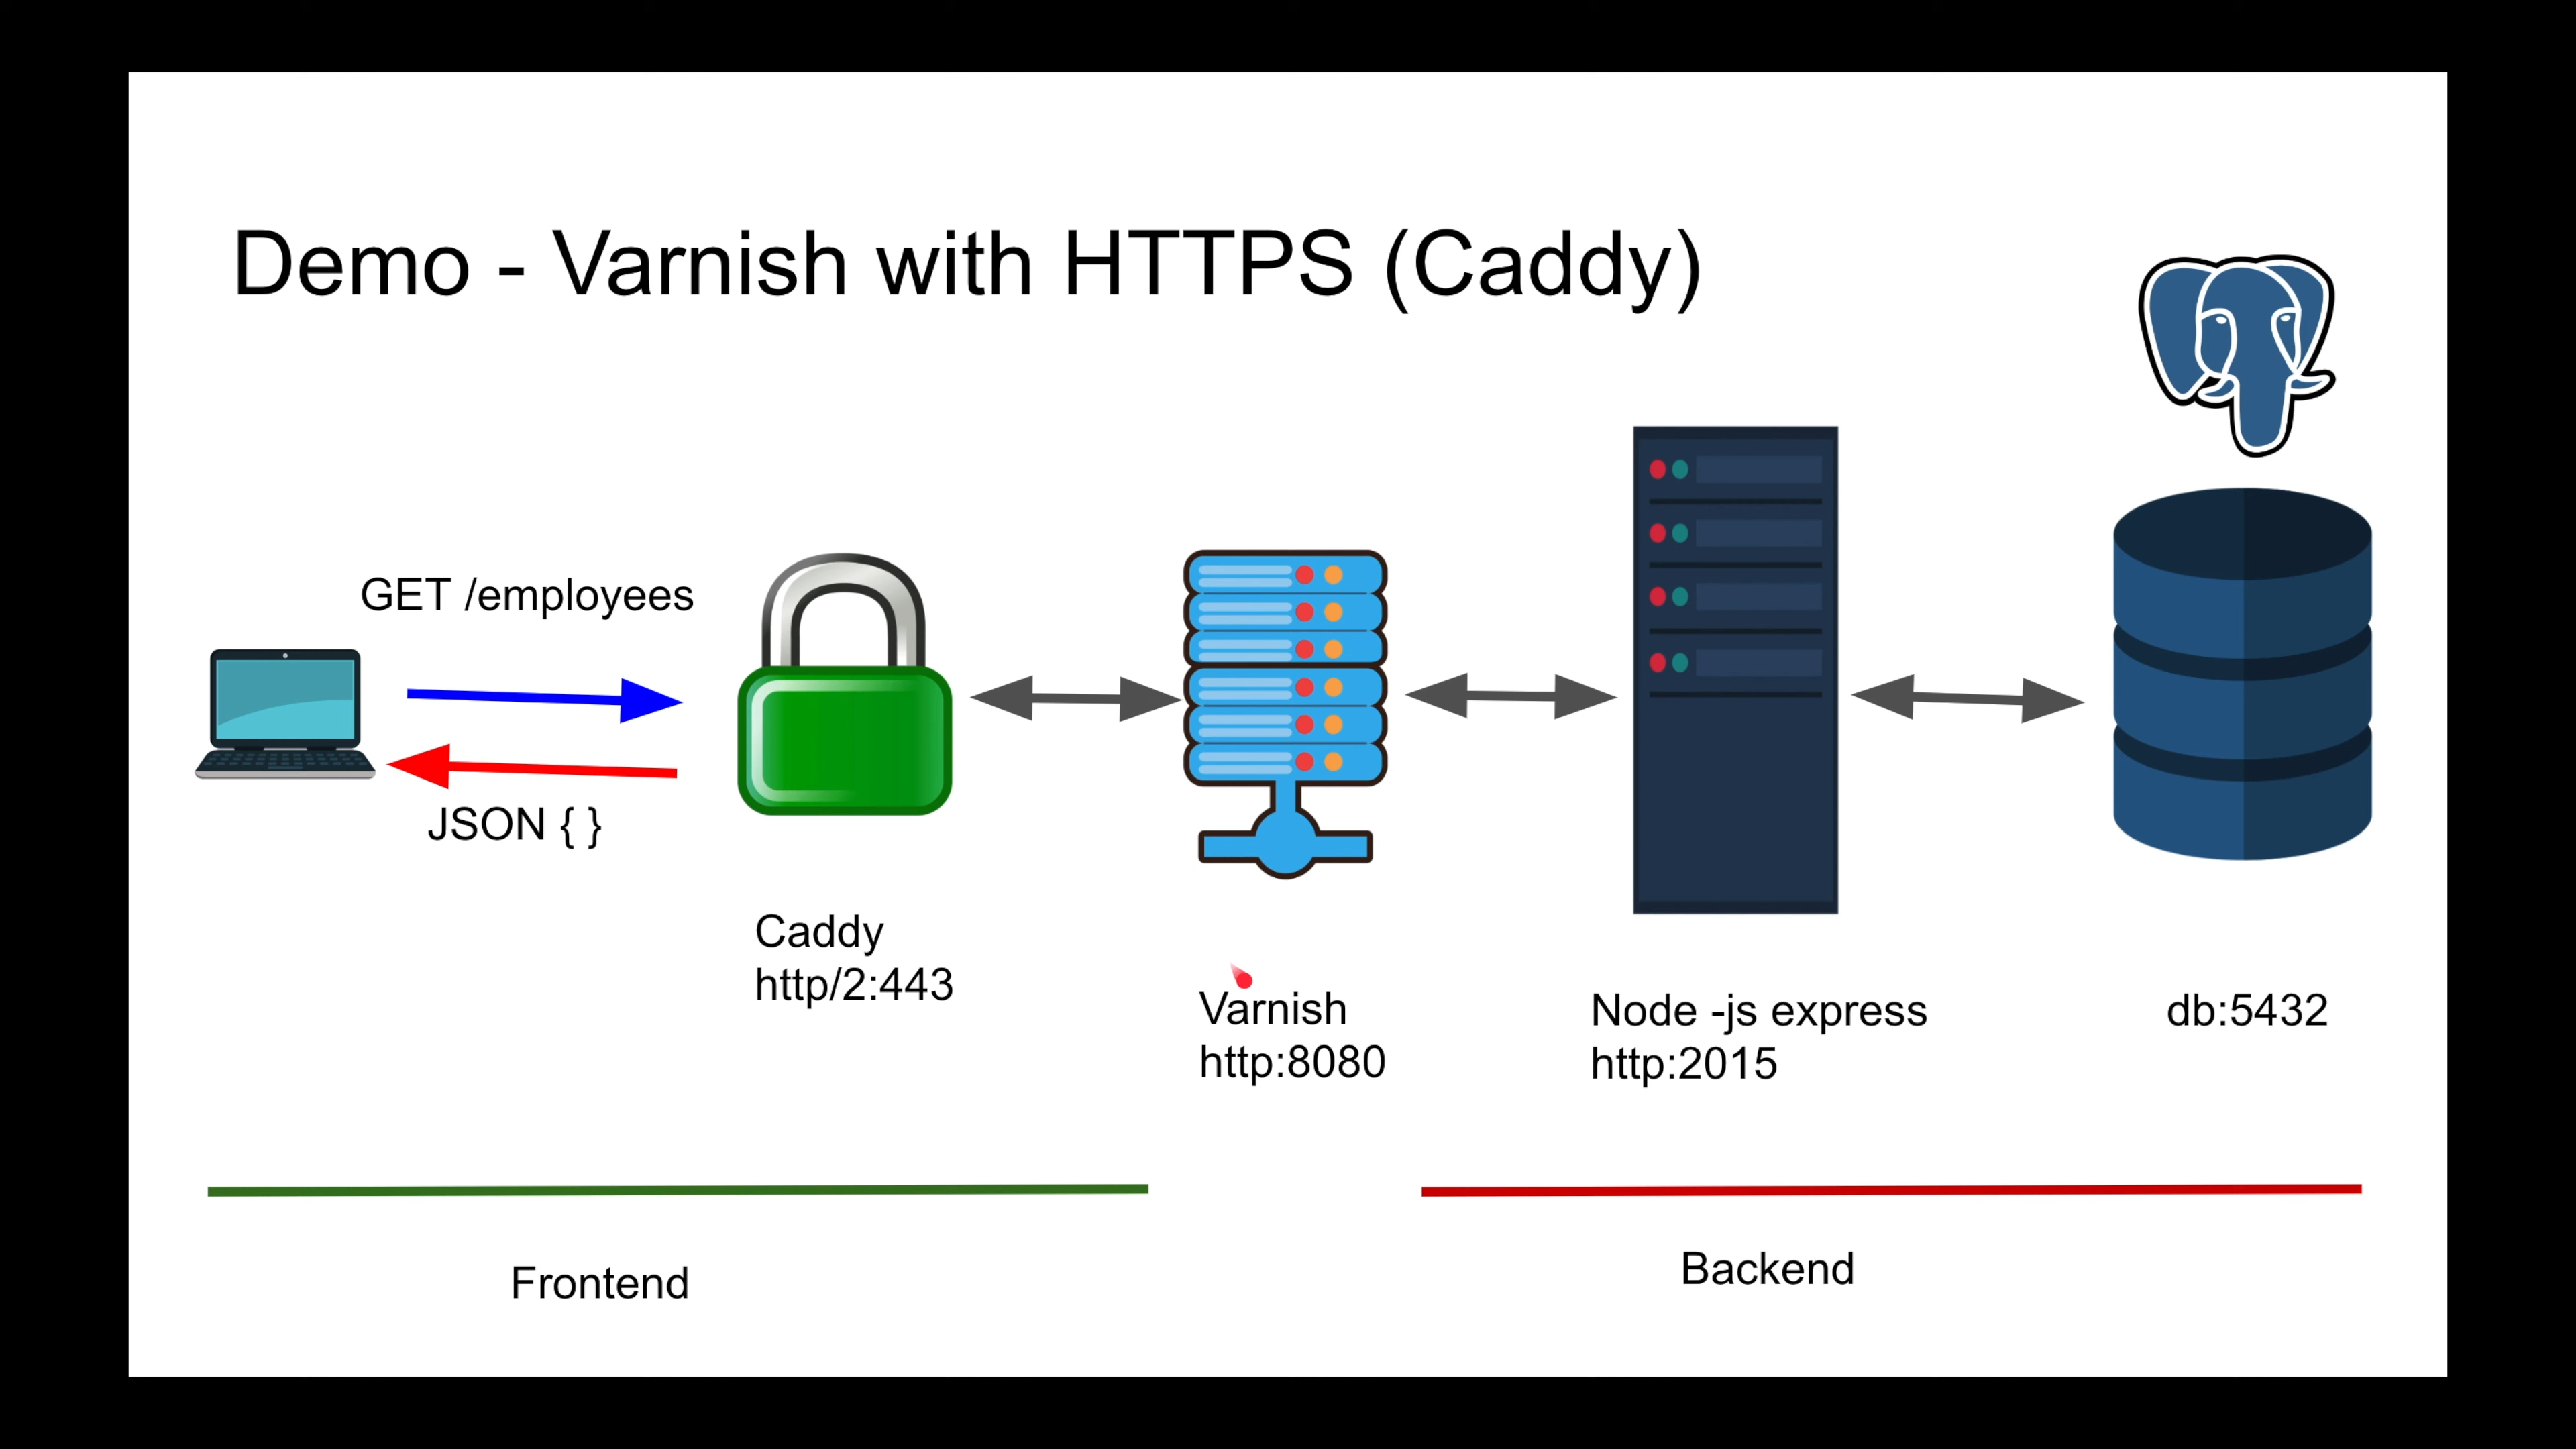 Demo - Varnish with HTTPS (Caddy)
GET /employees
JSON { }
Caddy
http/2:443
Varnish
http:8080
Node -js express
http:2015
db:5432
Frontend
Backend